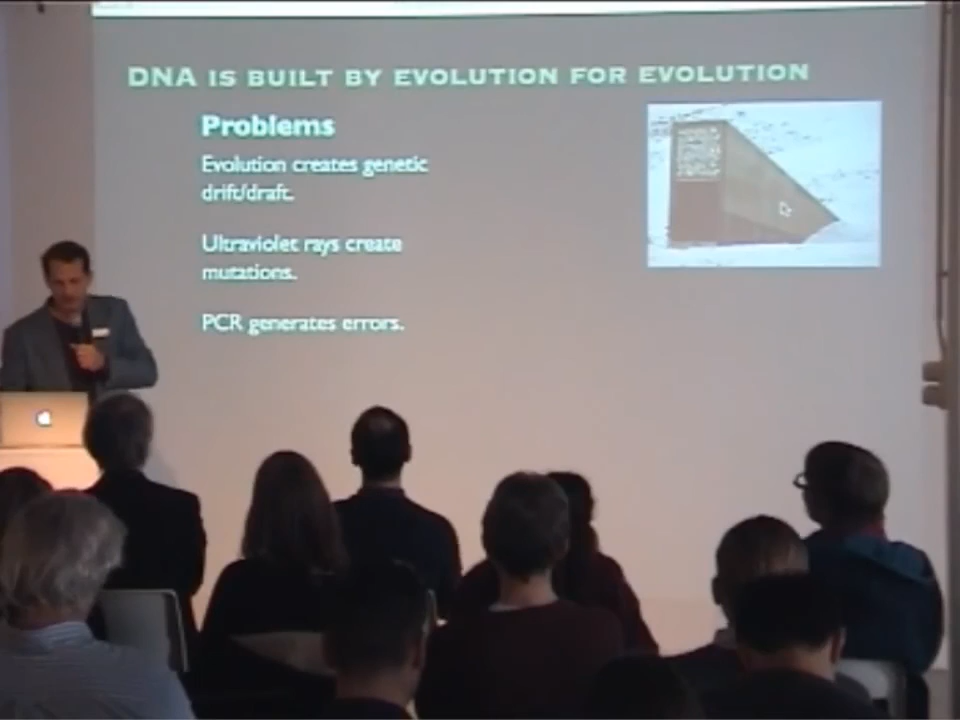 DNA IS BUILT BY EVOLUTION FOR EVOLUTION
Problems
Evolution creates genetic
drift/draft.
Ultraviolet rays create
mutations.
PCR generates errors.